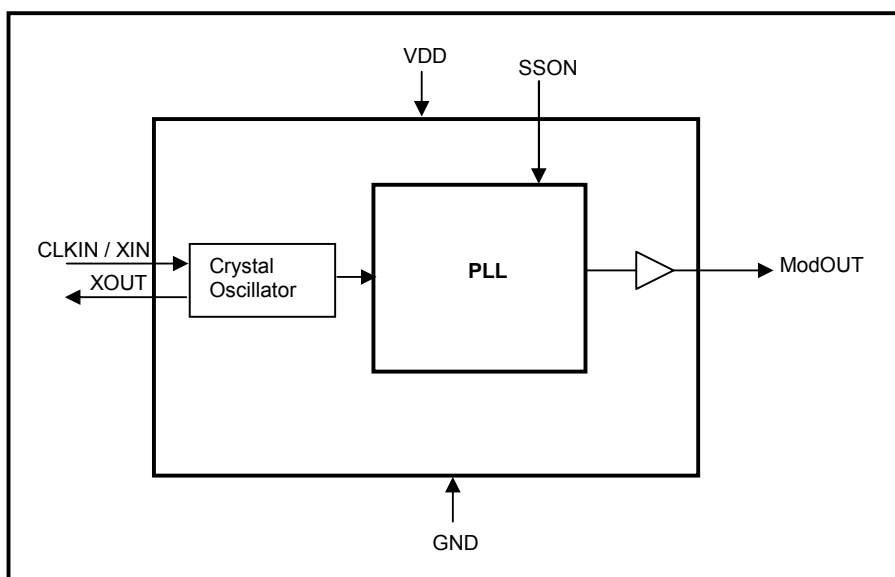 VDD
SSON
CLKIN / XIN
XOUT
Crystal
Oscillator
PLL
ModOUT
GND